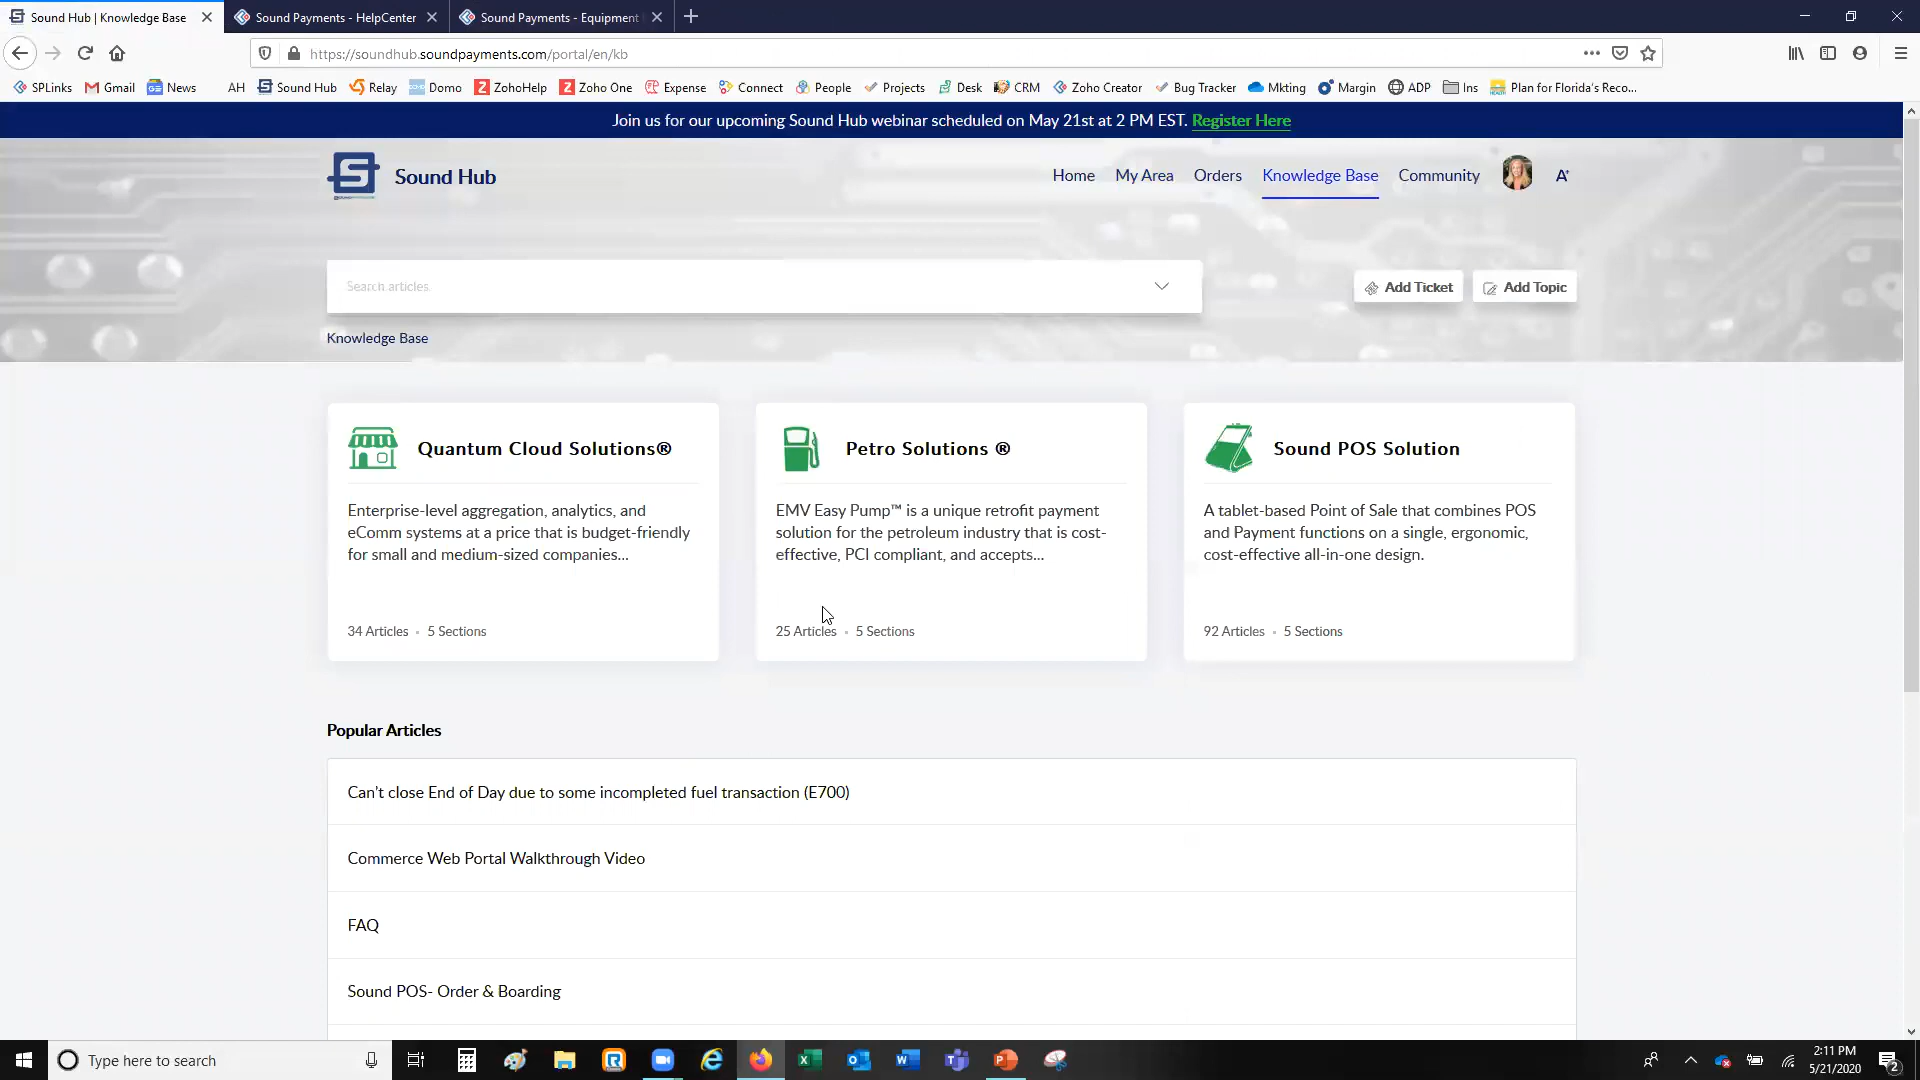 Sound Hub | Knowledge Base
Sound Payments - HelpCenter
Sound Payments - Equipment
https://soundhub.soundpayments.com/portal/en/kb
SPLinks Gmail News AH Sound Hub Relay Domo ZohoHelp Zoho One Expense Connect People Projects Desk CRM Zoho Creator Bug Tracker Mkting Margin ADP Ins Plan for Florida's Reco...
Join us for our upcoming Sound Hub webinar scheduled on May 21st at 2 PM EST. Register Here
Sound Hub
Home My Area Orders Knowledge Base Community A+
Search articles
Add Ticket Add Topic
Knowledge Base
Quantum Cloud Solutions®
Enterprise-level aggregation, analytics, and
eComm systems at a price that is budget-friendly
for small and medium-sized companies...
34 Articles • 5 Sections
Petro Solutions ®
EMV Easy Pump™ is a unique retrofit payment
solution for the petroleum industry that is cost-
effective, PCI compliant, and accepts...
25 Articles • 5 Sections
Sound POS Solution
A tablet-based Point of Sale that combines POS
and Payment functions on a single, ergonomic,
cost-effective all-in-one design.
92 Articles • 5 Sections
Popular Articles
Can't close End of Day due to some incompleted fuel transaction (E700)
Commerce Web Portal Walkthrough Video
FAQ
Sound POS- Order & Boarding
Type here to search
2:11 PM
5/21/2020
2